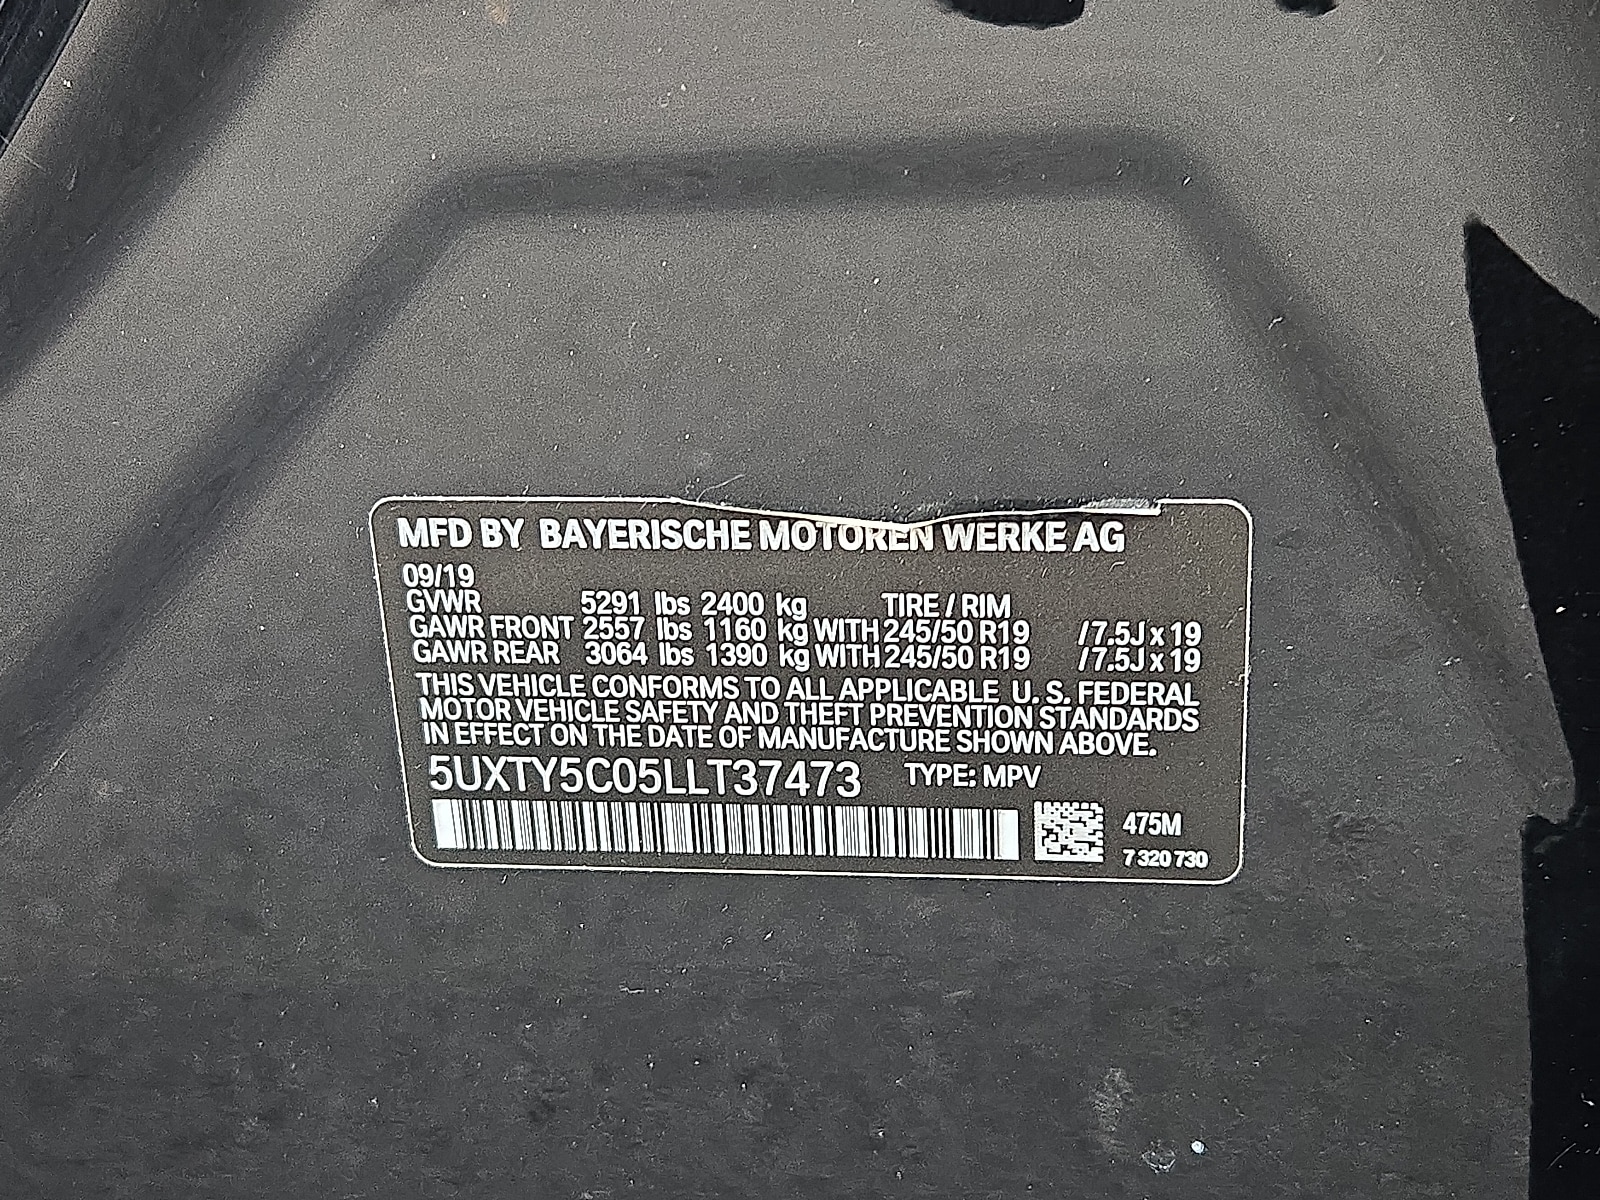 MFD BY BAYERISCHE MOTOREN WERKE AG
09/19
GVWR 5291 lbs 2400 kg TIRE / RIM
GAWR FRONT 2557 lbs 1160 kg WITH 245/50 R19 /7.5J x 19
GAWR REAR 3064 lbs 1390 kg WITH 245/50 R19 /7.5J x 19
THIS VEHICLE CONFORMS TO ALL APPLICABLE U. S. FEDERAL
MOTOR VEHICLE SAFETY AND THEFT PREVENTION STANDARDS
IN EFFECT ON THE DATE OF MANUFACTURE SHOWN ABOVE.
5UXTY5C05LLT37473 TYPE: MPV
475M
7 320 730